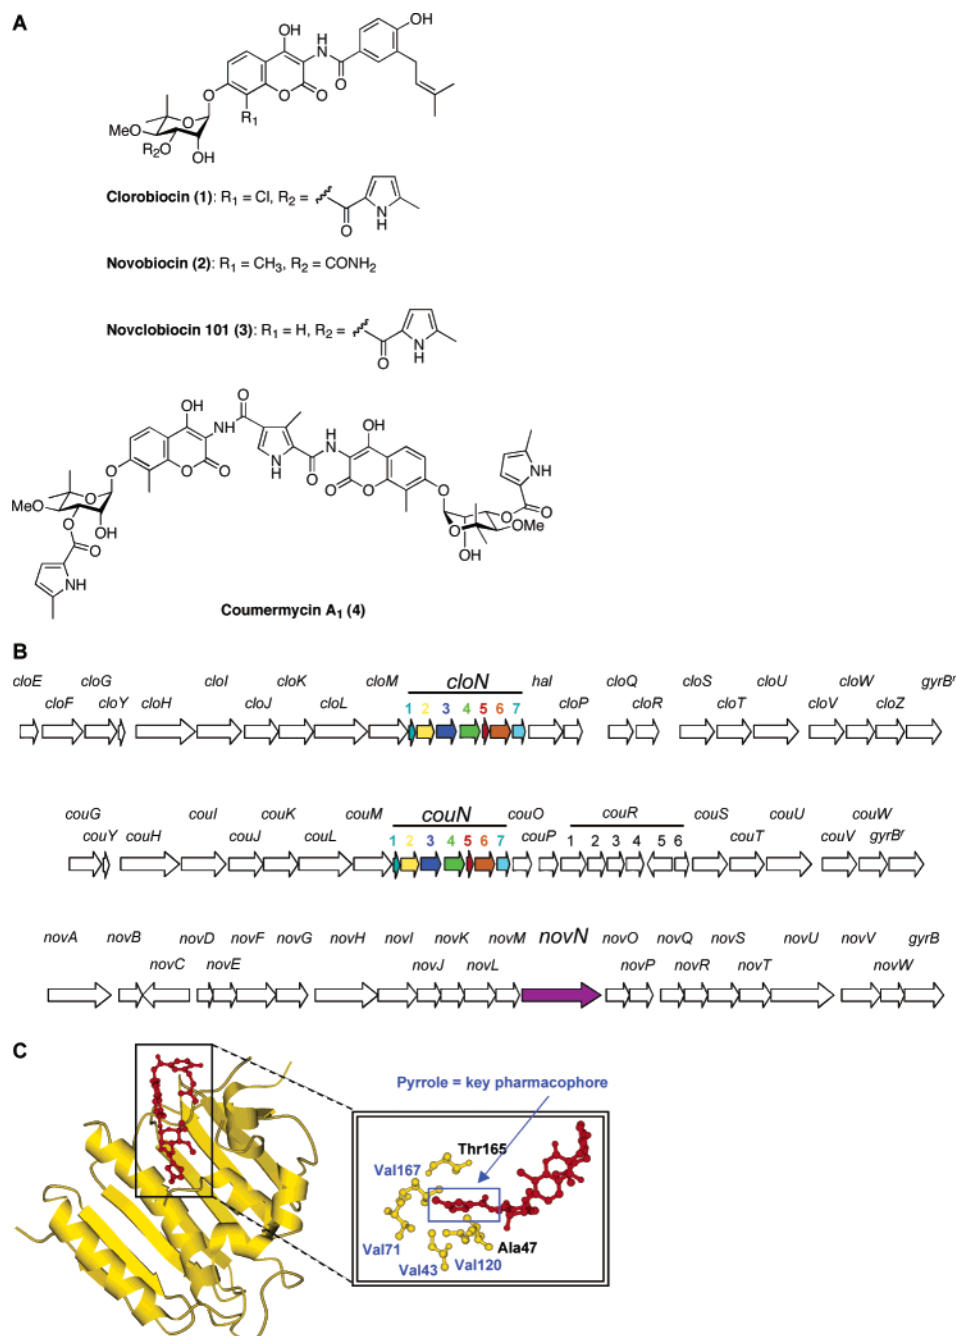 A
OH
OH
H
N
O
O
O
O
R1
O
MeO
R2O
OH
Clorobiocin (1): R1 = Cl, R2 =
N
H
O
Novobiocin (2): R1 = CH3, R2 = CONH2
Novclobiocin 101 (3): R1 = H, R2 =
N
H
O
O
OH
NH
OH
H
N
N
H
O
O
O
O
O
O
O
NH
MeO
O
O
OH
O
O
O
O
OMe
OH
O
NH
Coumermycin A1 (4)
B
cloE cloG cloI cloK cloM cloN hal cloQ cloS cloU cloW gyrBr
cloF cloY cloH cloJ cloL cloP cloR cloT cloV cloZ
1 2 3 4 5 6 7
couG couI couK couM couN couO couR couS couU couW
couY couH couJ couL couP couT couV gyrBr
1 2 3 4 5 6 7 1 2 3 4 5 6
novA novB novD novF novG novH novI novK novM novN novO novQ novS novU novV gyrB
novC novE novJ novL novP novR novT novW
C
Pyrrole = key pharmacophore
Thr165
Val167
Ala47
Val71
Val120
Val43